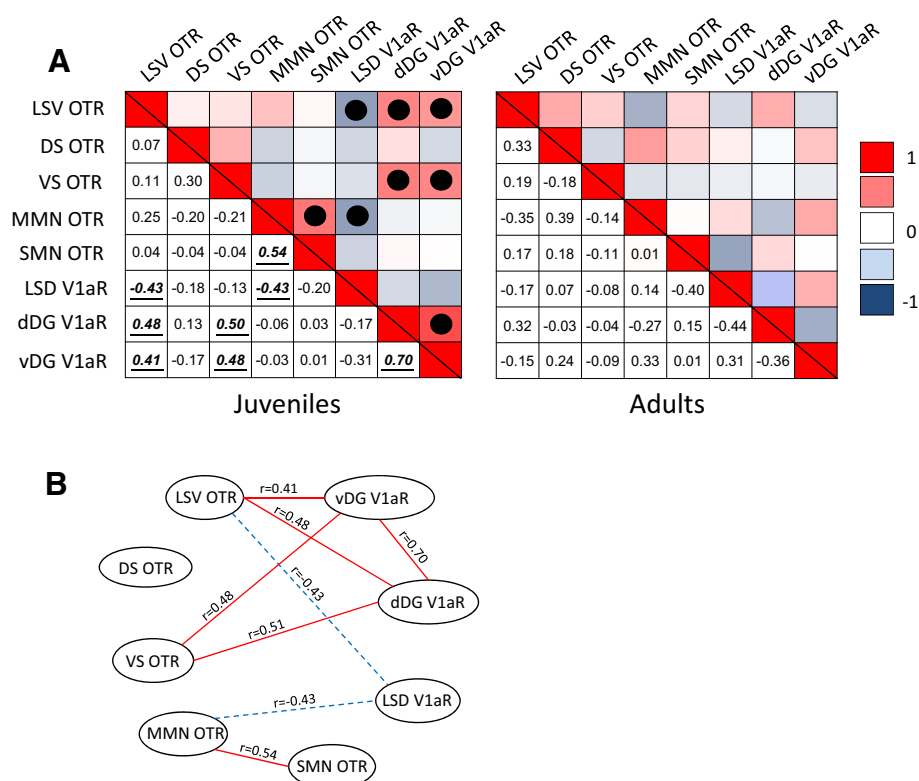 A
LSV OTR DS OTR VS OTR MMN OTR SMN OTR LSD V1aR dDG V1aR vDG V1aR
LSV OTR DS OTR VS OTR MMN OTR SMN OTR LSD V1aR dDG V1aR vDG V1aR
LSV OTR
DS OTR 0.07 0.33
VS OTR 0.11 0.30 0.19 -0.18
MMN OTR 0.25 -0.20 -0.21 -0.35 0.39 -0.14
SMN OTR 0.04 -0.04 -0.04 0.54 0.17 0.18 -0.11 0.01
LSD V1aR -0.43 -0.18 -0.13 -0.43 -0.20 -0.17 0.07 -0.08 0.14 -0.40
dDG V1aR 0.48 0.13 0.50 -0.06 0.03 -0.17 0.32 -0.03 -0.04 -0.27 0.15 -0.44
vDG V1aR 0.41 -0.17 0.48 -0.03 0.01 -0.31 0.70 -0.15 0.24 -0.09 0.33 0.01 0.31 -0.36
1
0
-1
Juveniles Adults
B
LSV OTR r=0.41 vDG V1aR
r=0.48
r=0.70
DS OTR
r=-0.43
dDG V1aR
r=0.48
r=0.51
VS OTR
LSD V1aR
r=-0.43
MMN OTR
r=0.54
SMN OTR